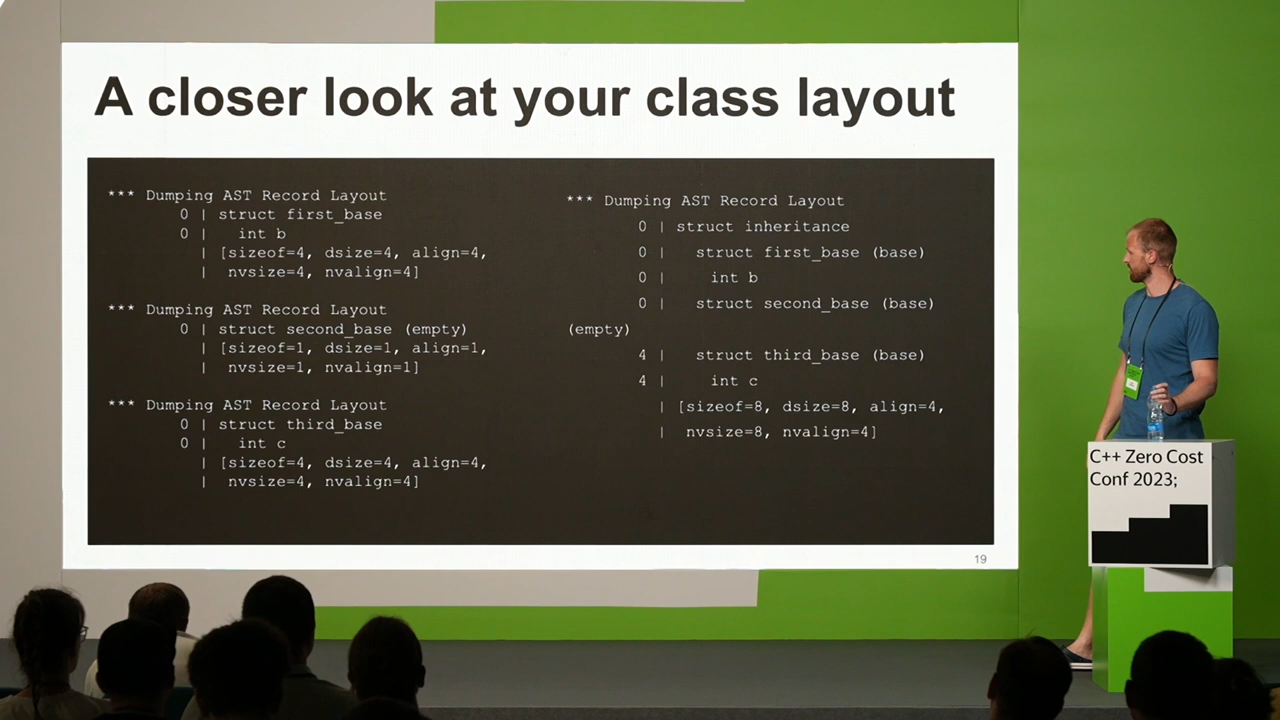 A closer look at your class layout
*** Dumping AST Record Layout
0 | struct first_base
0 | int b
| [sizeof=4, dsize=4, align=4,
| nvsize=4, nvalign=4]
*** Dumping AST Record Layout
0 | struct second_base (empty)
| [sizeof=1, dsize=1, align=1,
| nvsize=1, nvalign=1]
*** Dumping AST Record Layout
0 | struct third_base
0 | int c
| [sizeof=4, dsize=4, align=4,
| nvsize=4, nvalign=4]
*** Dumping AST Record Layout
0 | struct inheritance
0 | struct first_base (base)
0 | int b
0 | struct second_base (base)
(empty)
4 | struct third_base (base)
4 | int c
| [sizeof=8, dsize=8, align=4,
| nvsize=8, nvalign=4]
19
C++ Zero Cost
Conf 2023;